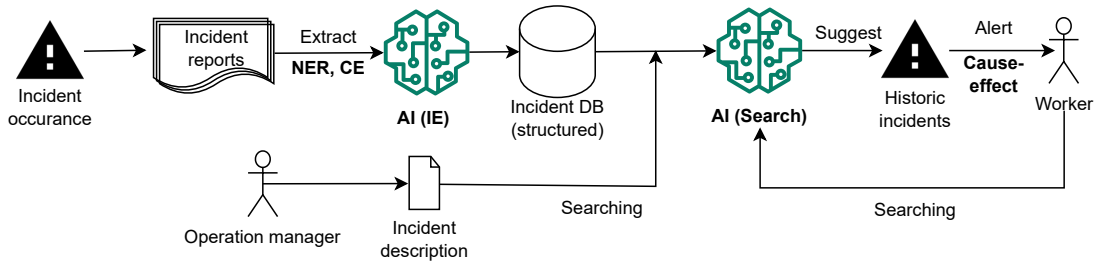 Incident
occurance
Incident
reports
Extract
NER, CE
AI (IE)
Incident DB
(structured)
AI (Search)
Suggest
Historic
incidents
Alert
Cause-
effect
Worker
Operation manager
Incident
description
Searching
Searching